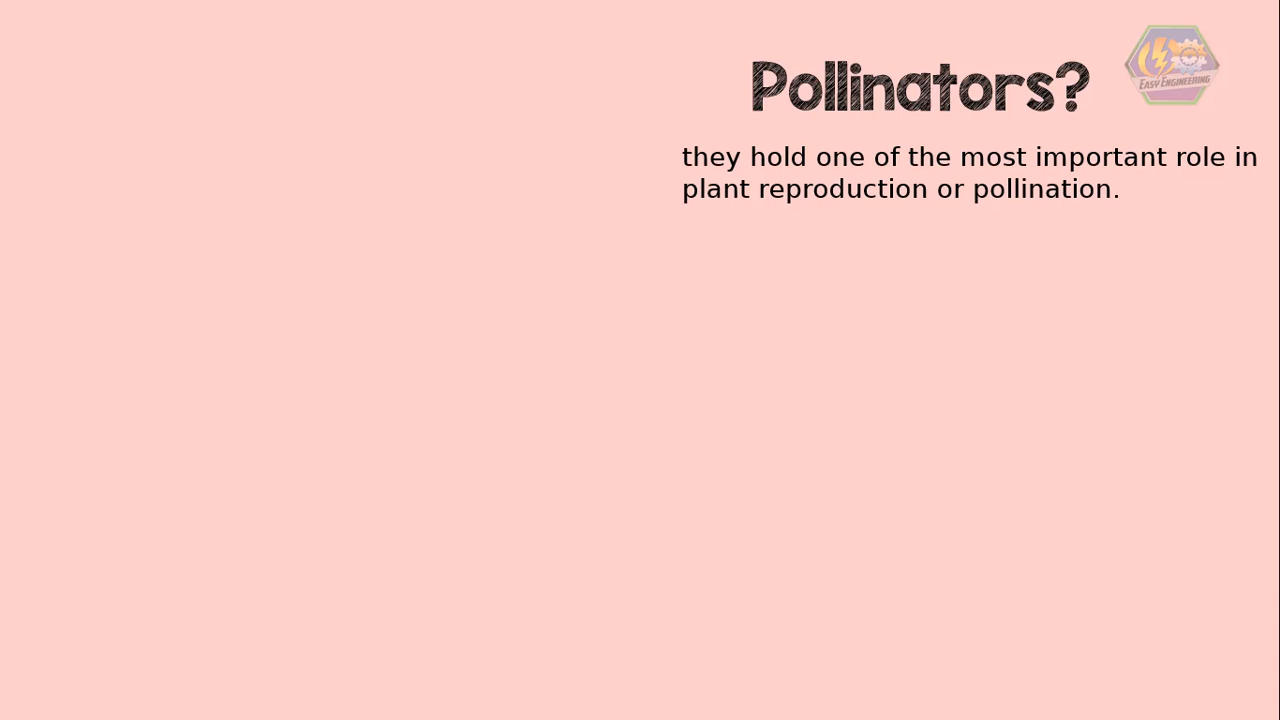 Pollinators?
EASY ENGINEERING
they hold one of the most important role in
plant reproduction or pollination.